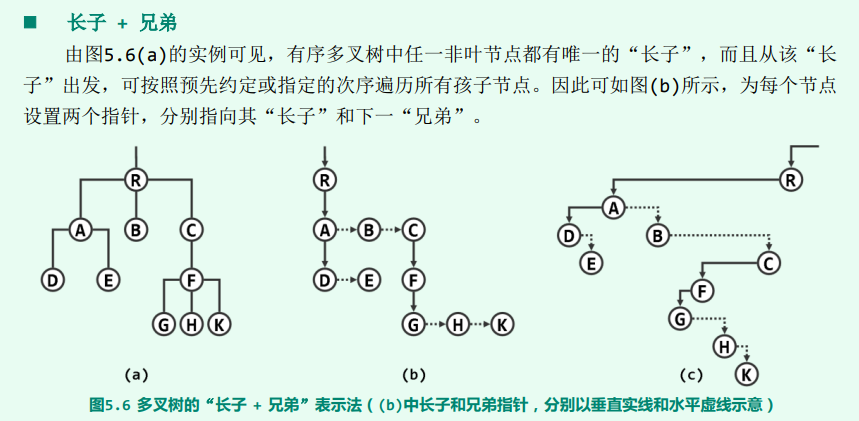 ■ 长子 + 兄弟
由图5.6(a)的实例可见，有序多叉树中任一非叶节点都有唯一的“长子”，而且从该“长
子”出发，可按照预先约定或指定的次序遍历所有孩子节点。因此可如图(b)所示，为每个节点
设置两个指针，分别指向其“长子”和下一“兄弟”。
R
A B C
D E F
G H K
(a)
R
A B C
D E F
G H K
(b)
R
A
D B
E C
F
G
H
K
(c)
图5.6 多叉树的“长子 + 兄弟”表示法（(b)中长子和兄弟指针，分别以垂直实线和水平虚线示意）